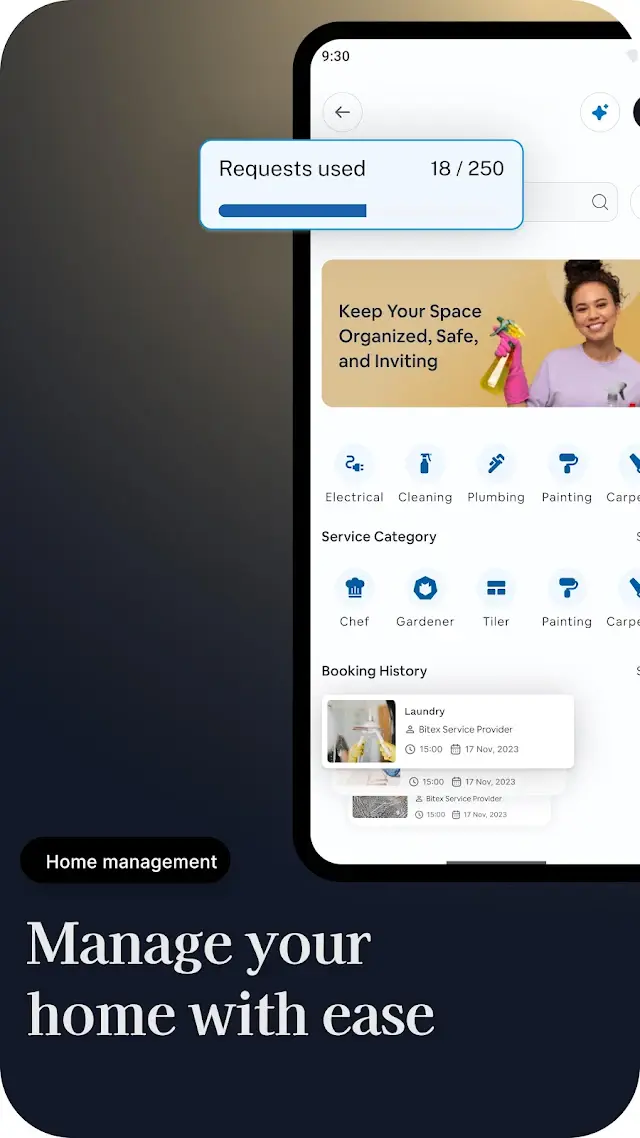 9:30
Requests used 18 / 250
Keep Your Space
Organized, Safe,
and Inviting
Electrical Cleaning Plumbing Painting Carpe
Service Category S
Chef Gardener Tiler Painting Carpe
Booking History S
Laundry
Bitex Service Provider
15:00 17 Nov, 2023
15:00 17 Nov, 2023
Bitex Service Provider
15:00 17 Nov, 2023
Home management
Manage your
home with ease